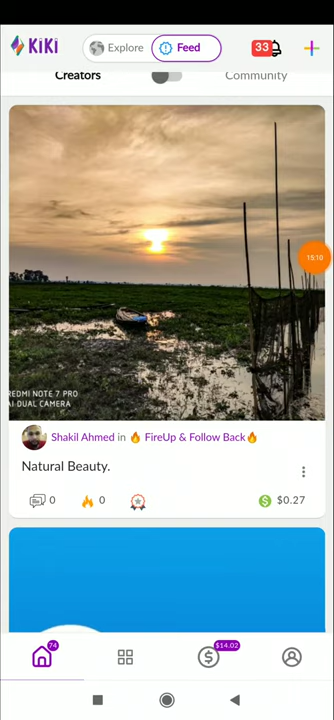 KiKi
Explore
Feed
33
Creators
Community
15:10
REDMI NOTE 7 PRO
AI DUAL CAMERA
Shakil Ahmed in 🔥 FireUp & Follow Back🔥
Natural Beauty.
0
0
$0.27
74
$14.02